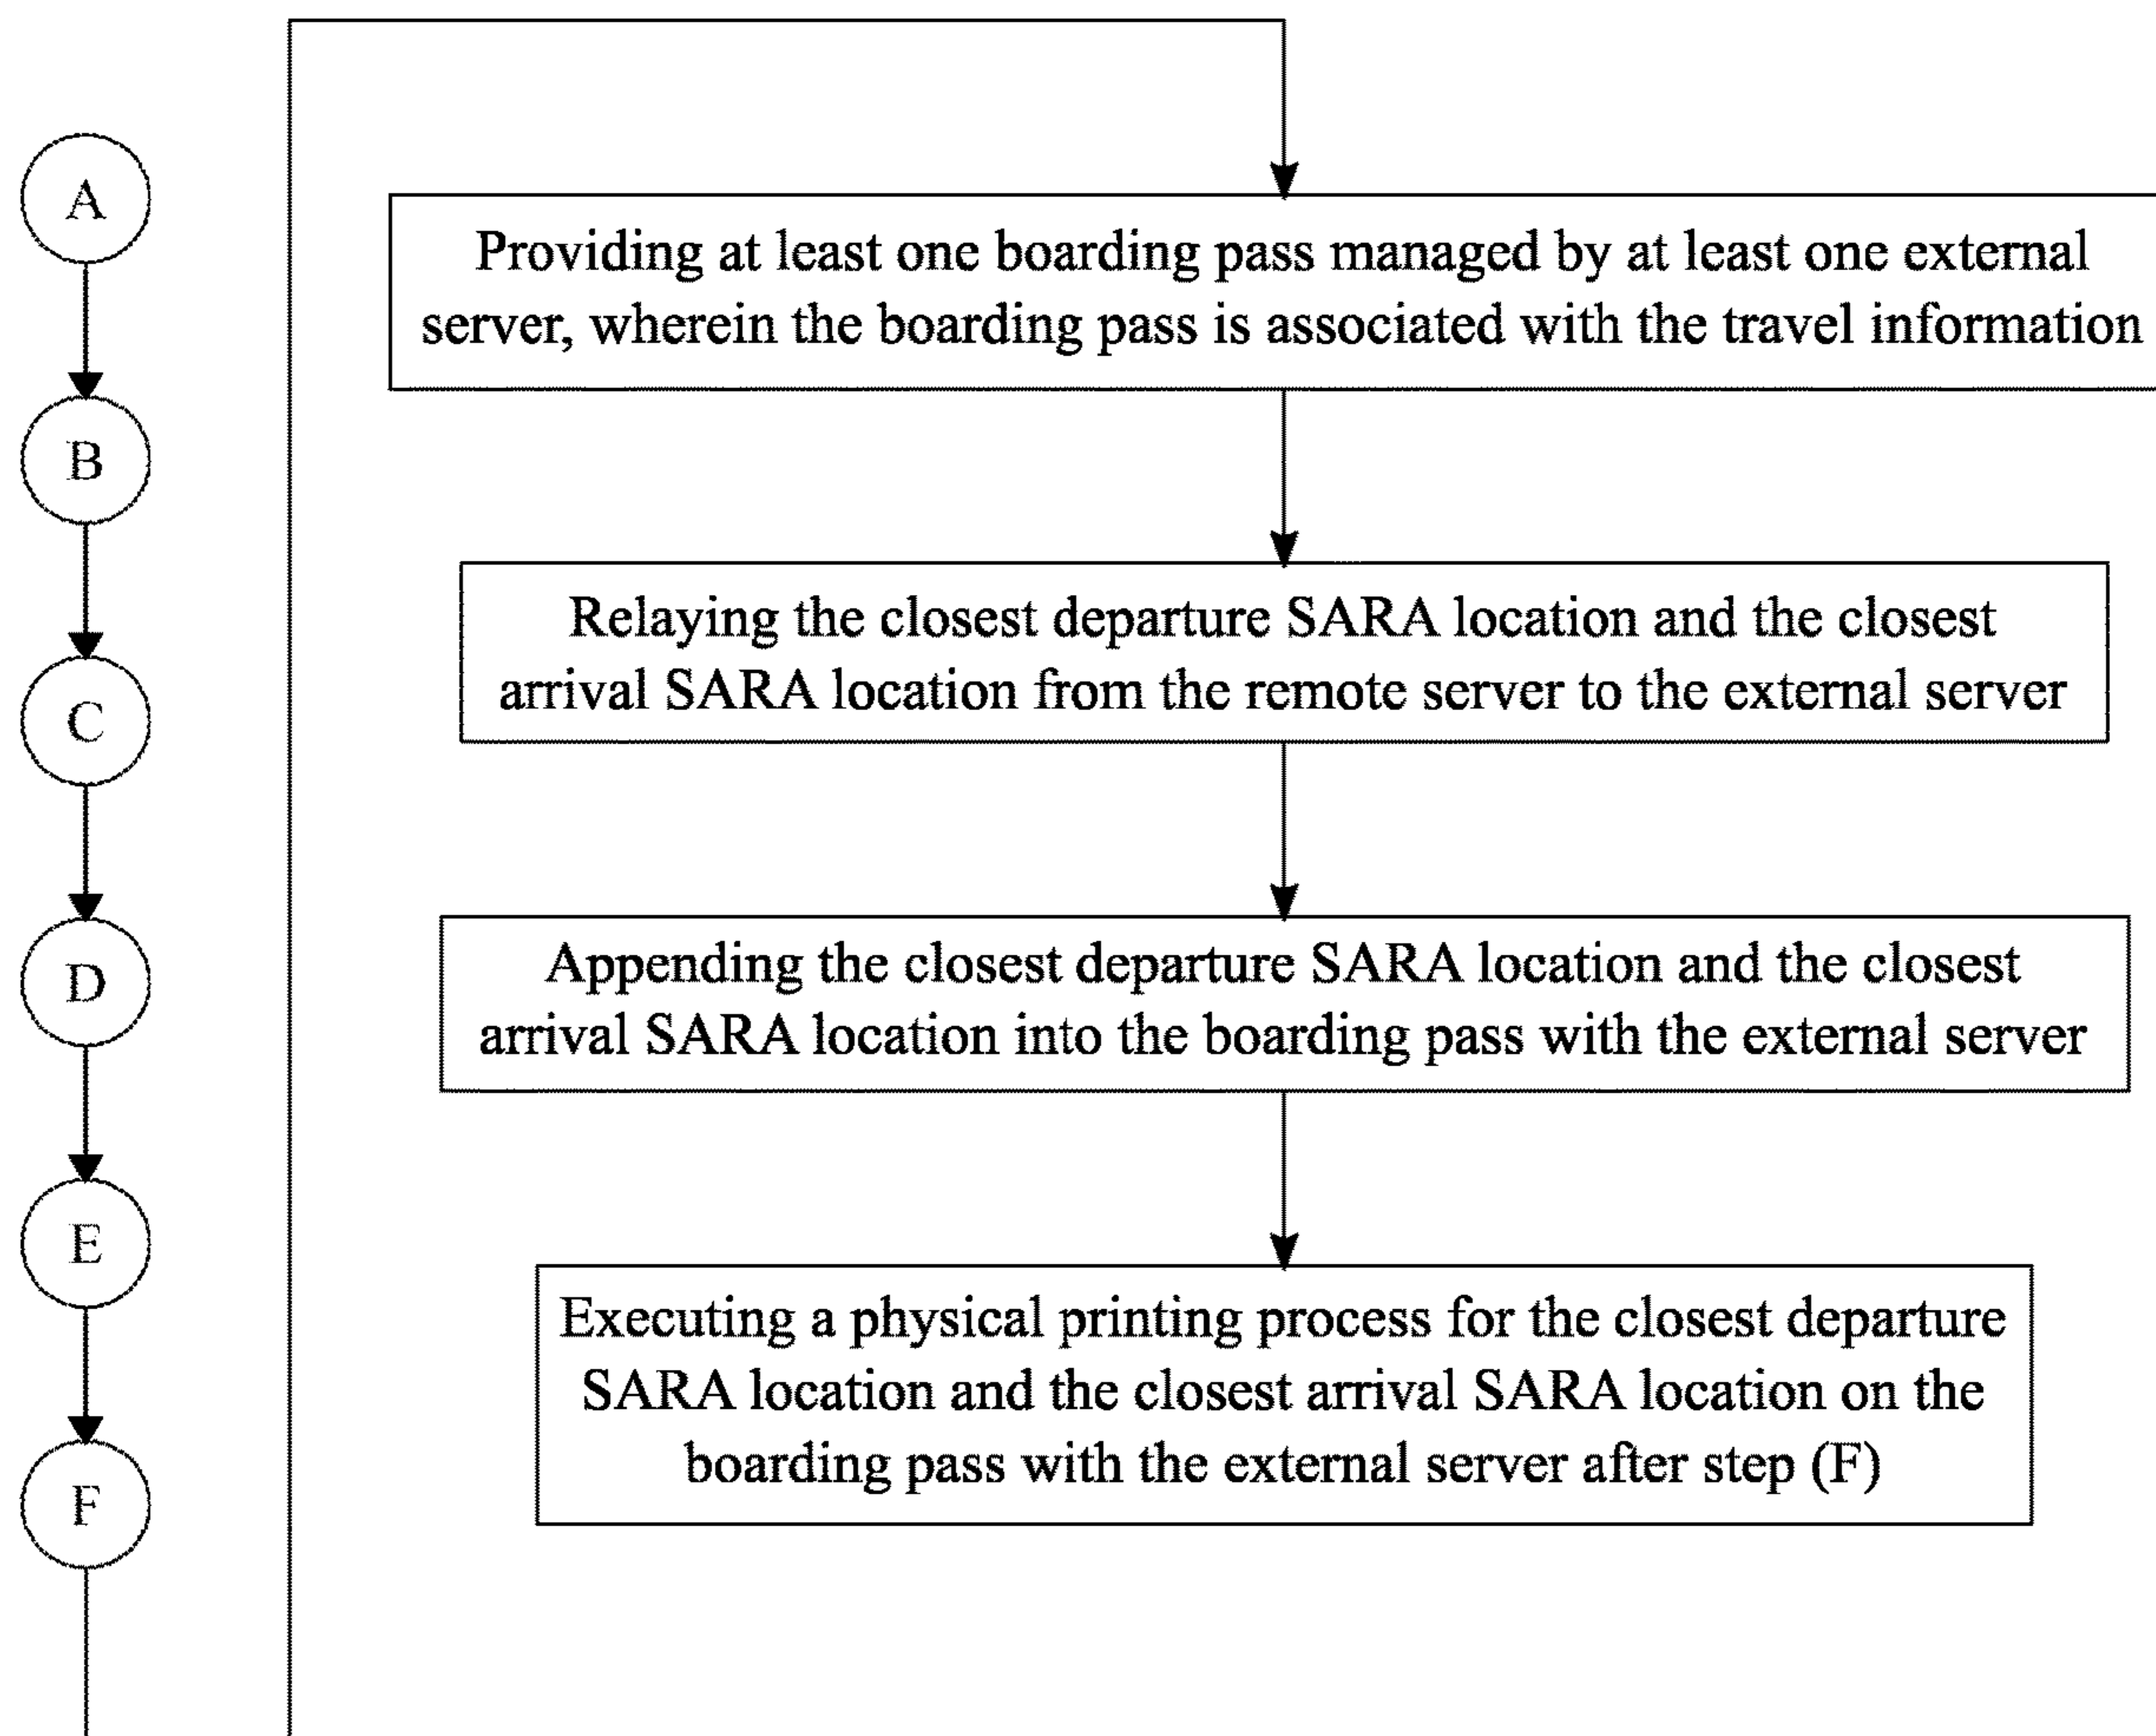 A
B
C
D
E
F
Providing at least one boarding pass managed by at least one external
server, wherein the boarding pass is associated with the travel information
Relaying the closest departure SARA location and the closest
arrival SARA location from the remote server to the external server
Appending the closest departure SARA location and the closest
arrival SARA location into the boarding pass with the external server
Executing a physical printing process for the closest departure
SARA location and the closest arrival SARA location on the
boarding pass with the external server after step (F)